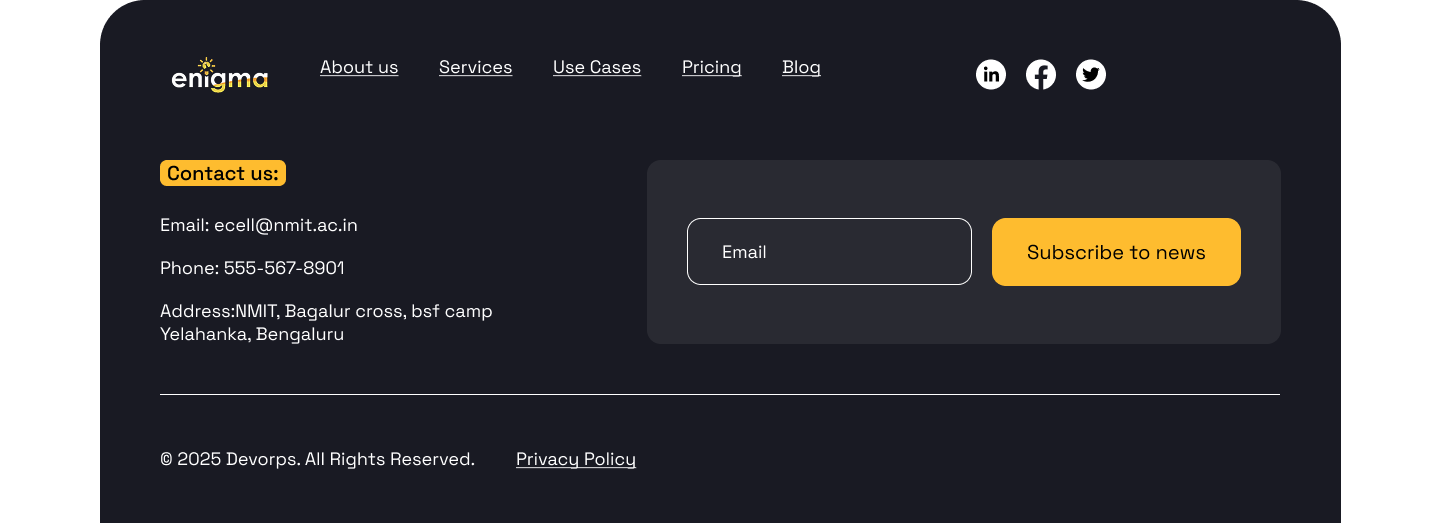 enigma
About us
Services
Use Cases
Pricing
Blog
Contact us:
Email: ecell@nmit.ac.in
Phone: 555-567-8901
Address:NMIT, Bagalur cross, bsf camp
Yelahanka, Bengaluru
Email
Subscribe to news
© 2025 Devorps. All Rights Reserved.
Privacy Policy